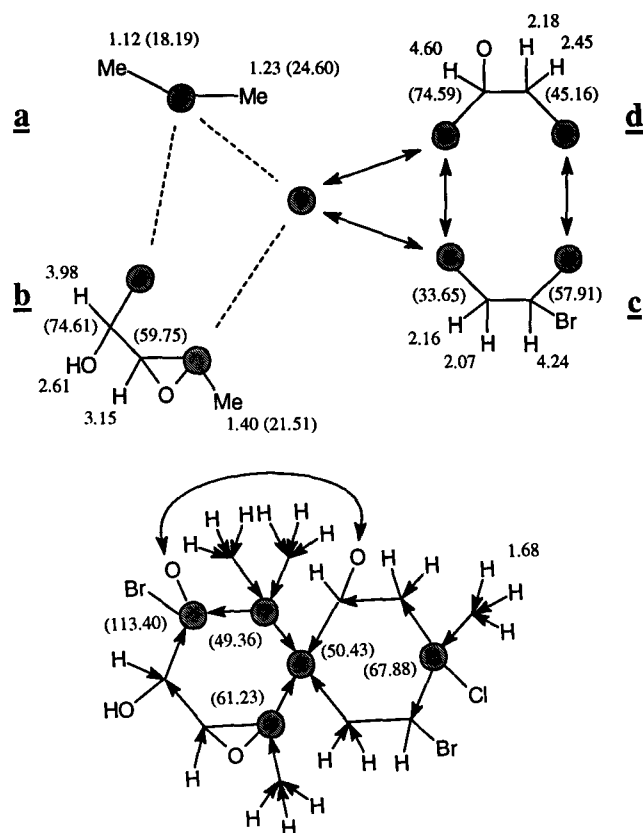 1.12 (18.19)
Me
Me
1.23 (24.60)
a
3.98
H
(74.61)
(59.75)
b
HO
2.61
H
3.15
O
Me
1.40 (21.51)
2.18
4.60
O
H
2.45
H
H
(74.59)
(45.16)
d
(33.65)
(57.91)
c
H
Br
2.16
H
2.07
H
4.24
H
H H
H
H
H
H
O
O
H
H
H
H
1.68
Br
H
H
H
(113.40)
(49.36)
(50.43)
(67.88)
H
(61.23)
Cl
HO
O
H
Br
H
H
H
H
H
H